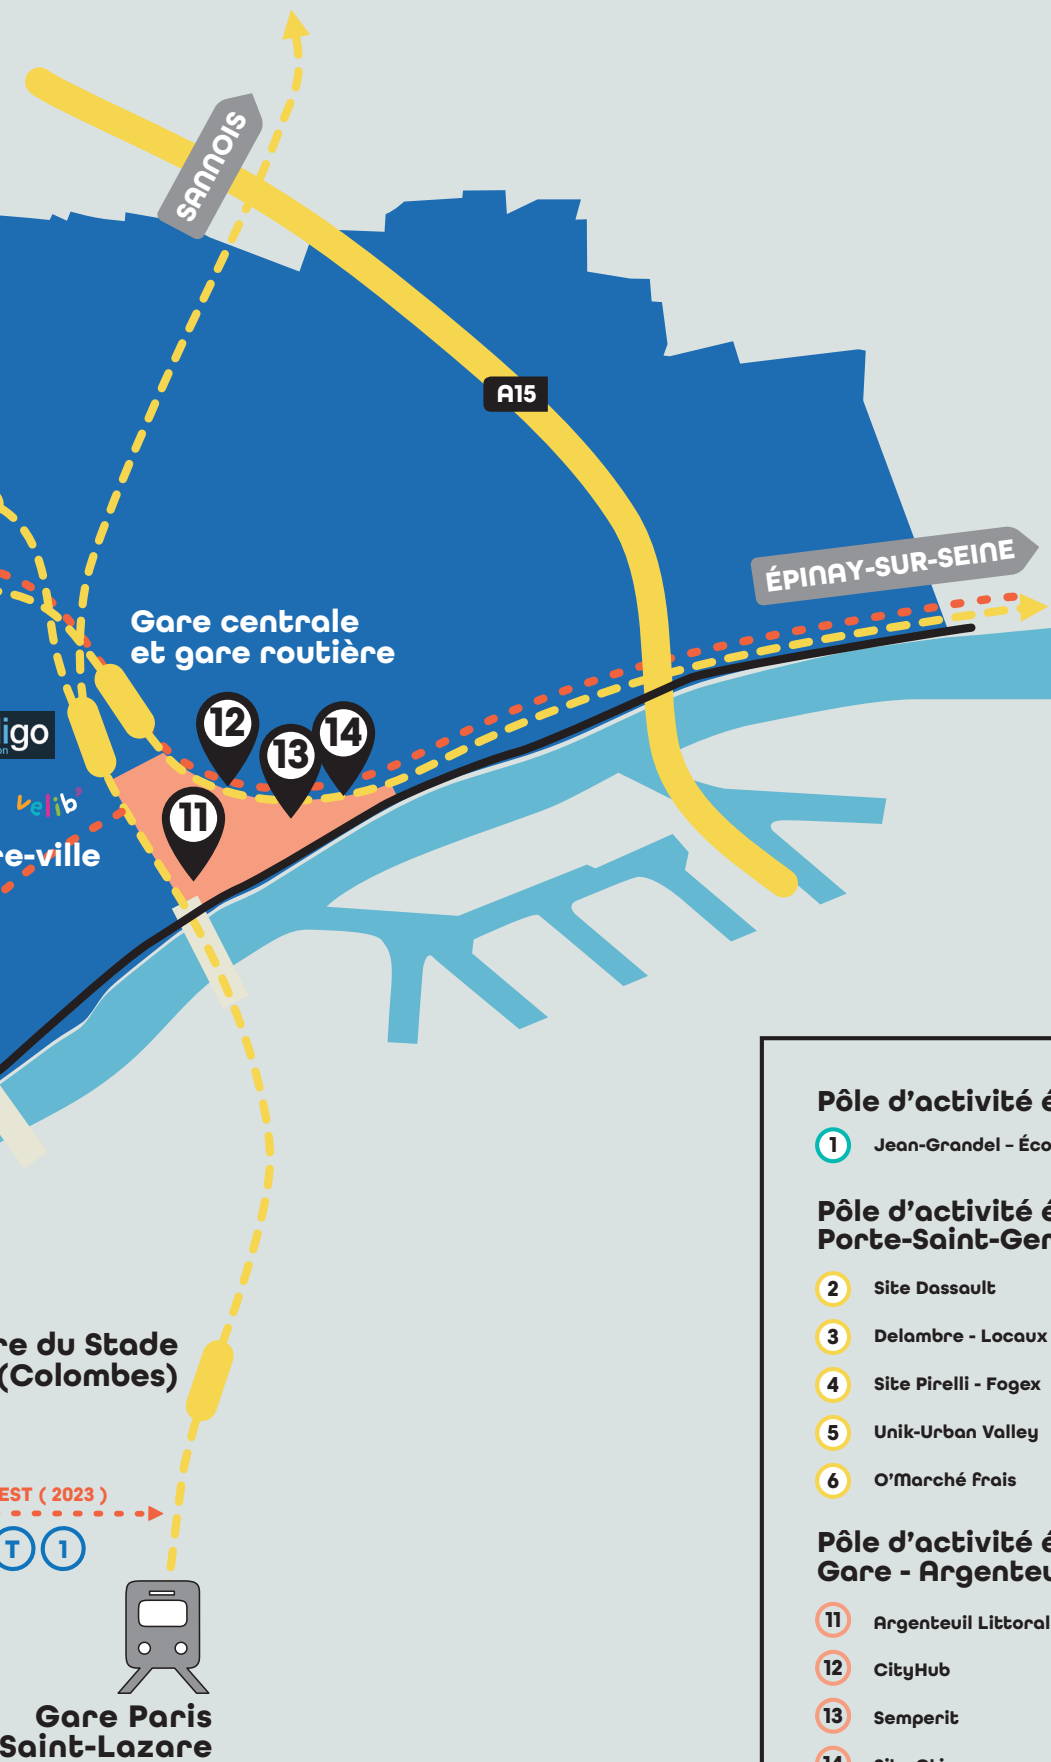 SANNOIS
A15
ÉPINAY-SUR-SEINE
Gare centrale
et gare routière
12
14
13
11
igo
velib'
re-ville
Pôle d'activité é
1 Jean-Grandel - Éco
Pôle d'activité é
Porte-Saint-Ger
2 Site Dassault
3 Delambre - Locaux
4 Site Pirelli - Fogex
5 Unik-Urban Valley
6 O'Marché frais
Pôle d'activité é
Gare - Argenteu
11 Argenteuil Littoral
12 CityHub
13 Semperit
14
re du Stade
(Colombes)
EST ( 2023 )
T 1
Gare Paris
Saint-Lazare